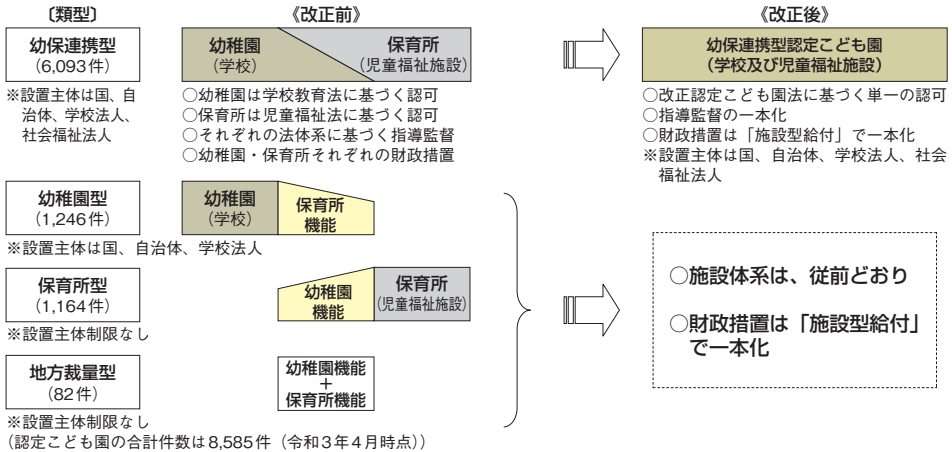 〔類型〕
《改正前》
《改正後》
幼保連携型
（6,093件）
※設置主体は国、自
治体、学校法人、
社会福祉法人
幼稚園
（学校）
保育所
（児童福祉施設）
○幼稚園は学校教育法に基づく認可
○保育所は児童福祉法に基づく認可
○それぞれの法体系に基づく指導監督
○幼稚園・保育所それぞれの財政措置
幼保連携型認定こども園
（学校及び児童福祉施設）
○改正認定こども園法に基づく単一の認可
○指導監督の一本化
○財政措置は「施設型給付」で一本化
※設置主体は国、自治体、学校法人、社会
福祉法人
幼稚園型
（1,246件）
※設置主体は国、自治体、学校法人
幼稚園
（学校）
保育所
機能
保育所型
（1,164件）
※設置主体制限なし
幼稚園
機能
保育所
（児童福祉施設）
地方裁量型
（82件）
※設置主体制限なし
幼稚園機能
＋
保育所機能
○施設体系は、従前どおり
○財政措置は「施設型給付」
で一本化
（認定こども園の合計件数は8,585件（令和３年４月時点））